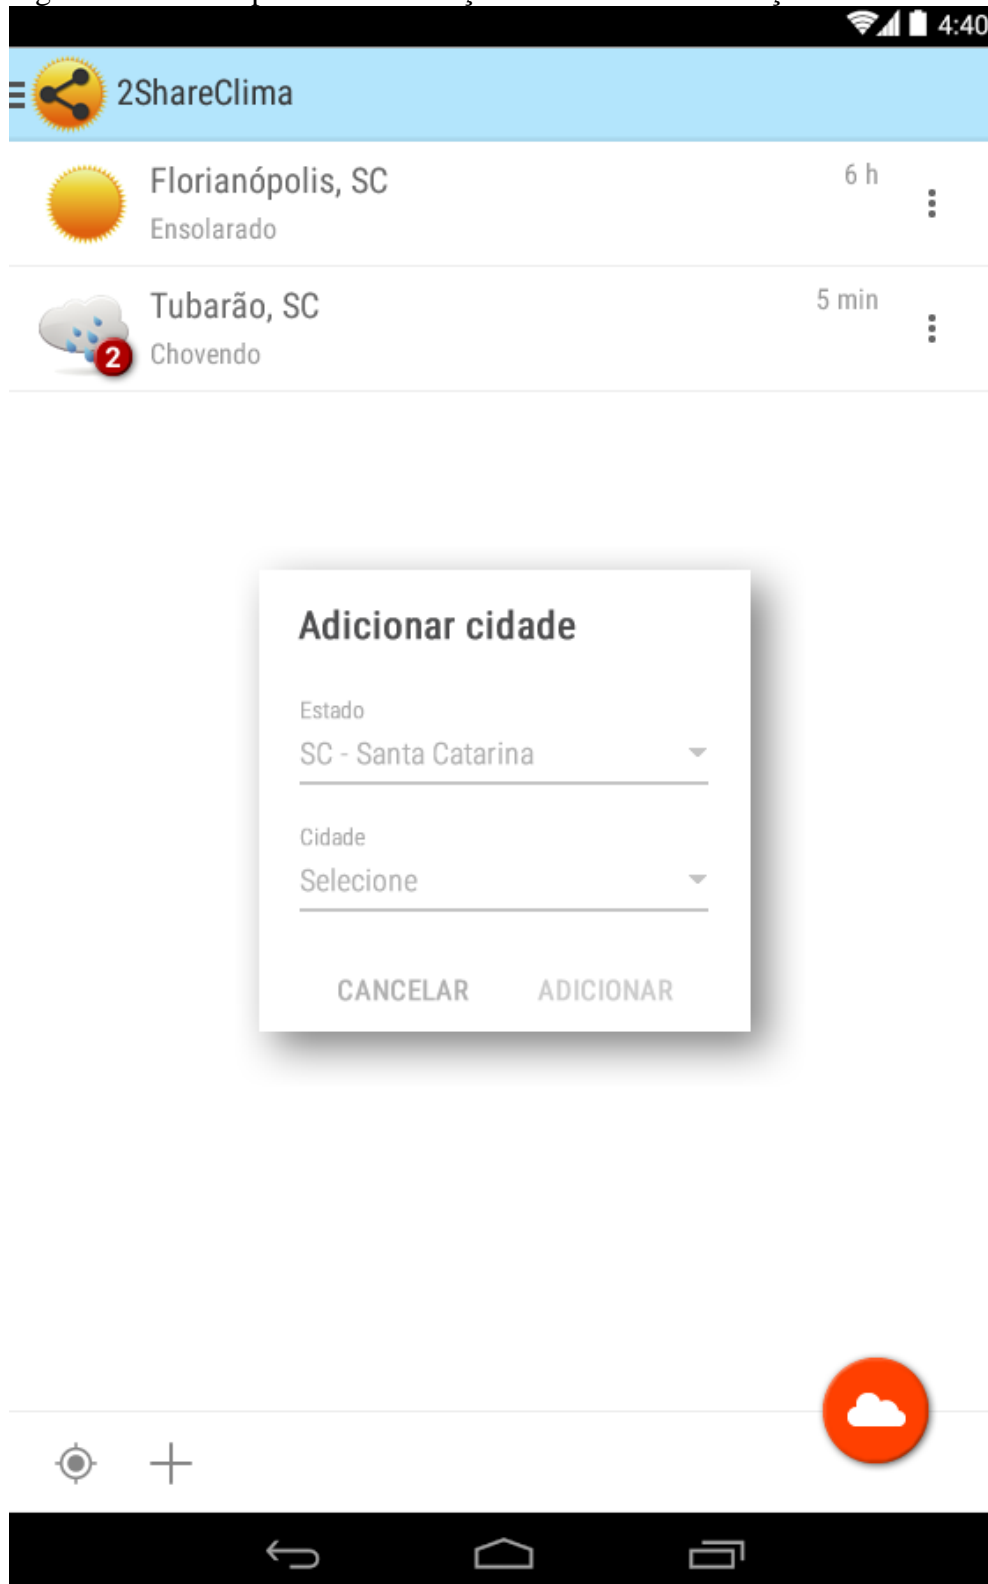 4:40
2ShareClima
Florianópolis, SC
6 h
Ensolarado
Tubarão, SC
5 min
2
Chovendo
Adicionar cidade
Estado
SC - Santa Catarina
Cidade
Selecione
CANCELAR ADICIONAR